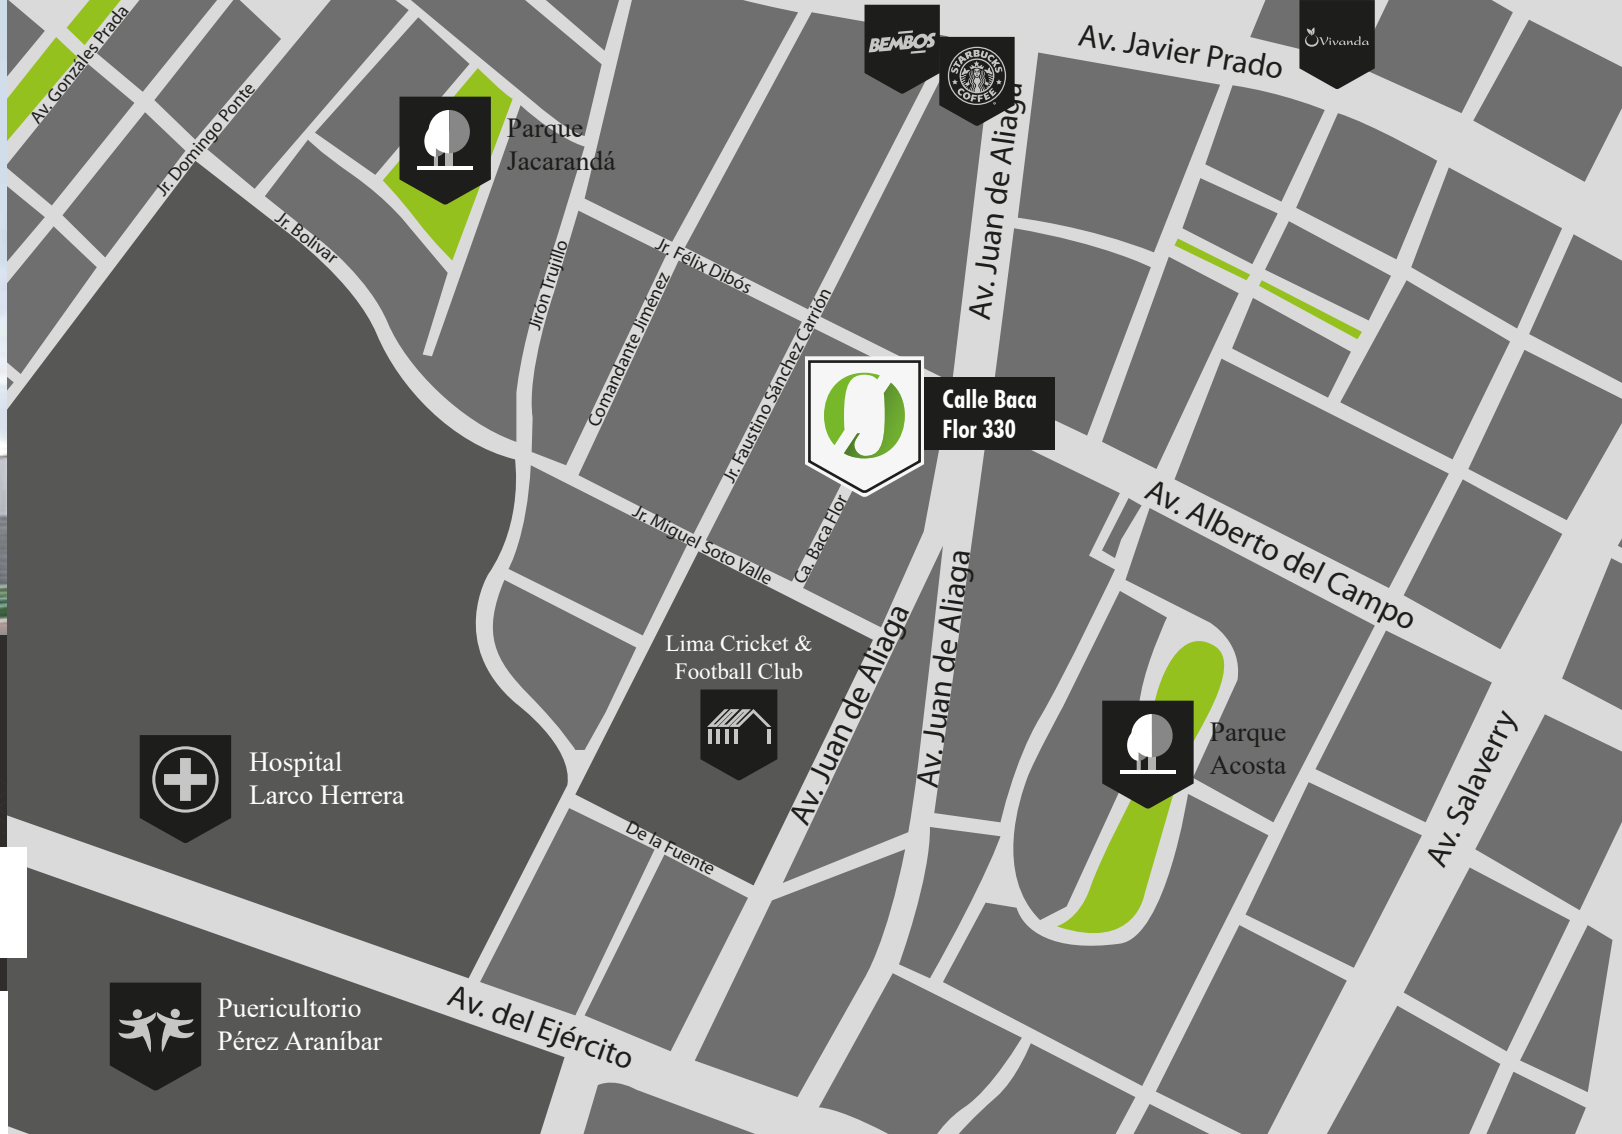 Av. Gonzáles Prada
Jr. Domingo Ponte
Jr. Bolivar
Parque
Jacarandá
BEMBOS
STARBUCKS
COFFEE
Av. Javier Prado
Vivanda
Av. Juan de Aliaga
Jirón Trujillo
Jr. Félix Dibós
Comandante Jiménez
Jr. Faustino Sánchez Carrión
Calle Baca
Flor 330
Ca. Baca Flor
Jr. Miguel Soto Valle
Av. Alberto del Campo
Lima Cricket &
Football Club
Av. Juan de Aliaga
Av. Juan de Aliaga
Parque
Acosta
Av. Salaverry
Hospital
Larco Herrera
De la Fuente
Puericultorio
Pérez Araníbar
Av. del Ejército